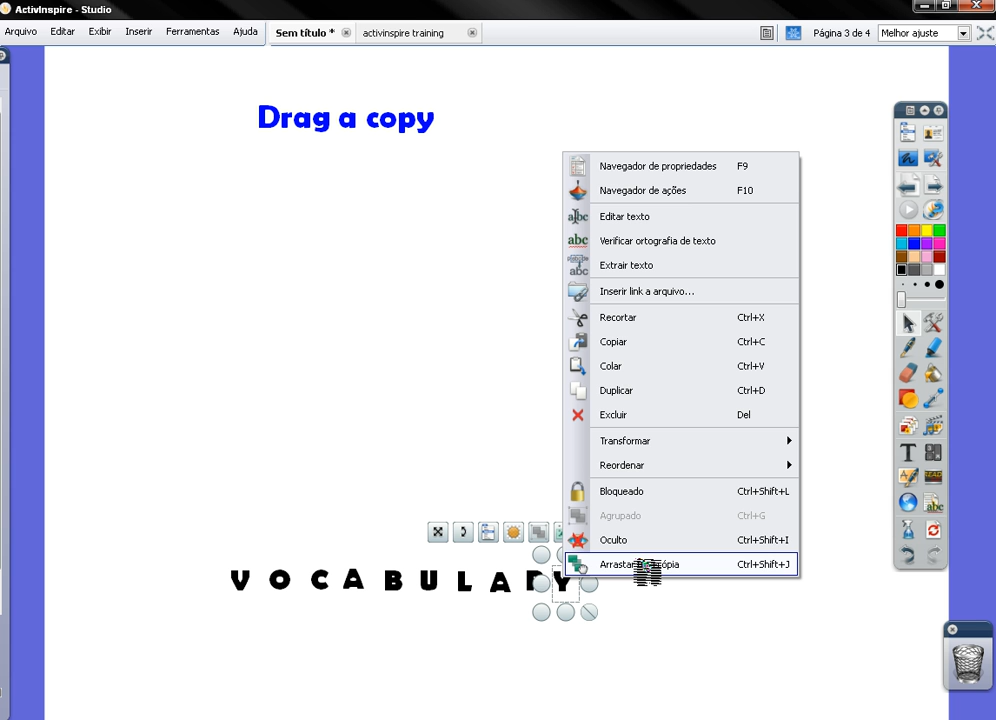 ActivInspire - Studio
Arquivo Editar Exibir Inserir Ferramentas Ajuda Sem título * activinspire training Página 3 de 4 Melhor ajuste
Drag a copy
Navegador de propriedades F9
Navegador de ações F10
Editar texto
Verificar ortografia de texto
Extrair texto
Inserir link a arquivo...
Recortar Ctrl+X
Copiar Ctrl+C
Colar Ctrl+V
Duplicar Ctrl+D
Excluir Del
Transformar
Reordenar
Bloqueado Ctrl+Shift+L
Agrupado Ctrl+G
Oculto Ctrl+Shift+I
Ctrl+Shift+J
V O C A B U L A R Y